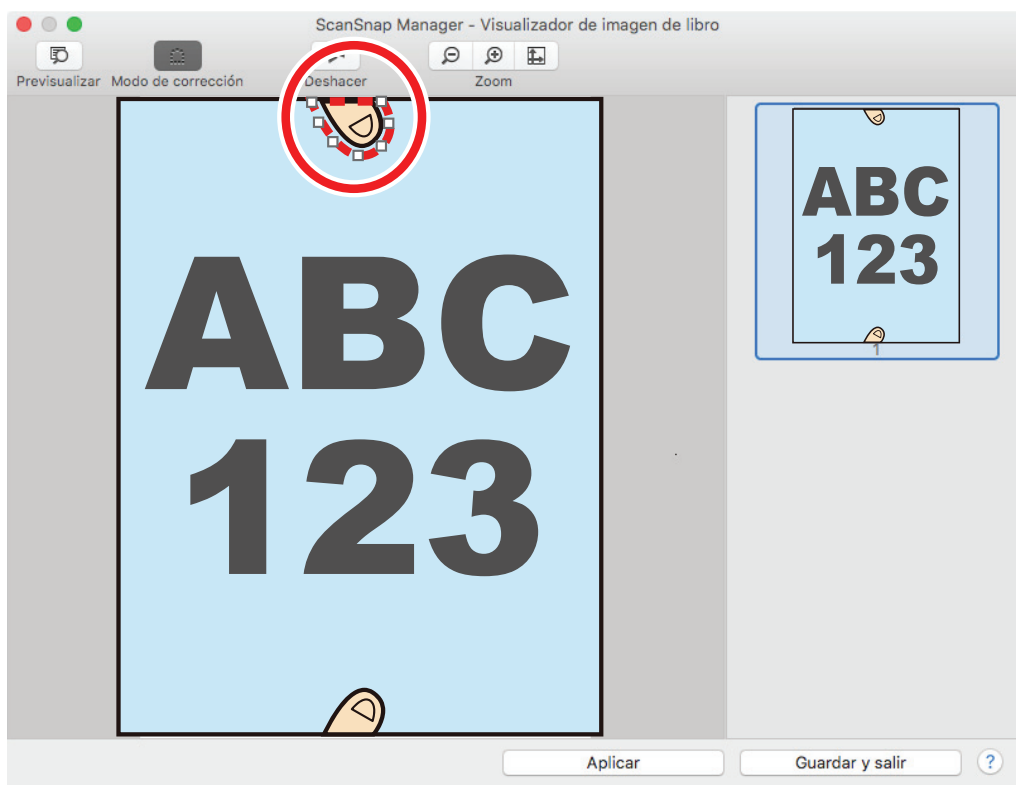 ScanSnap Manager - Visualizador de imagen de libro
Previsualizar Modo de corrección Deshacer Zoom
ABC
123
ABC
123
1
Aplicar Guardar y salir ?